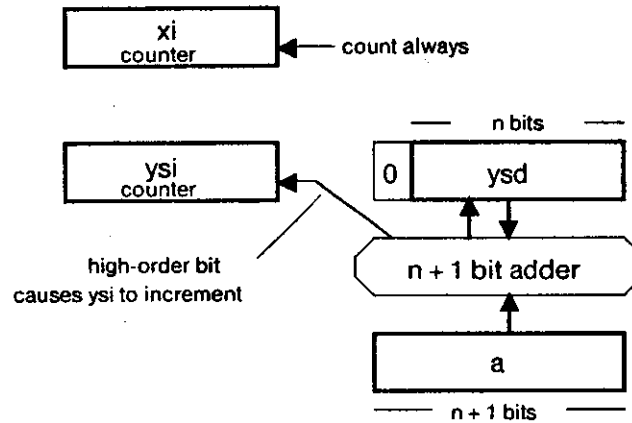 xi
counter
count always
n bits
ysi
counter
0
ysd
high-order bit
causes ysi to increment
n + 1 bit adder
a
n + 1 bits